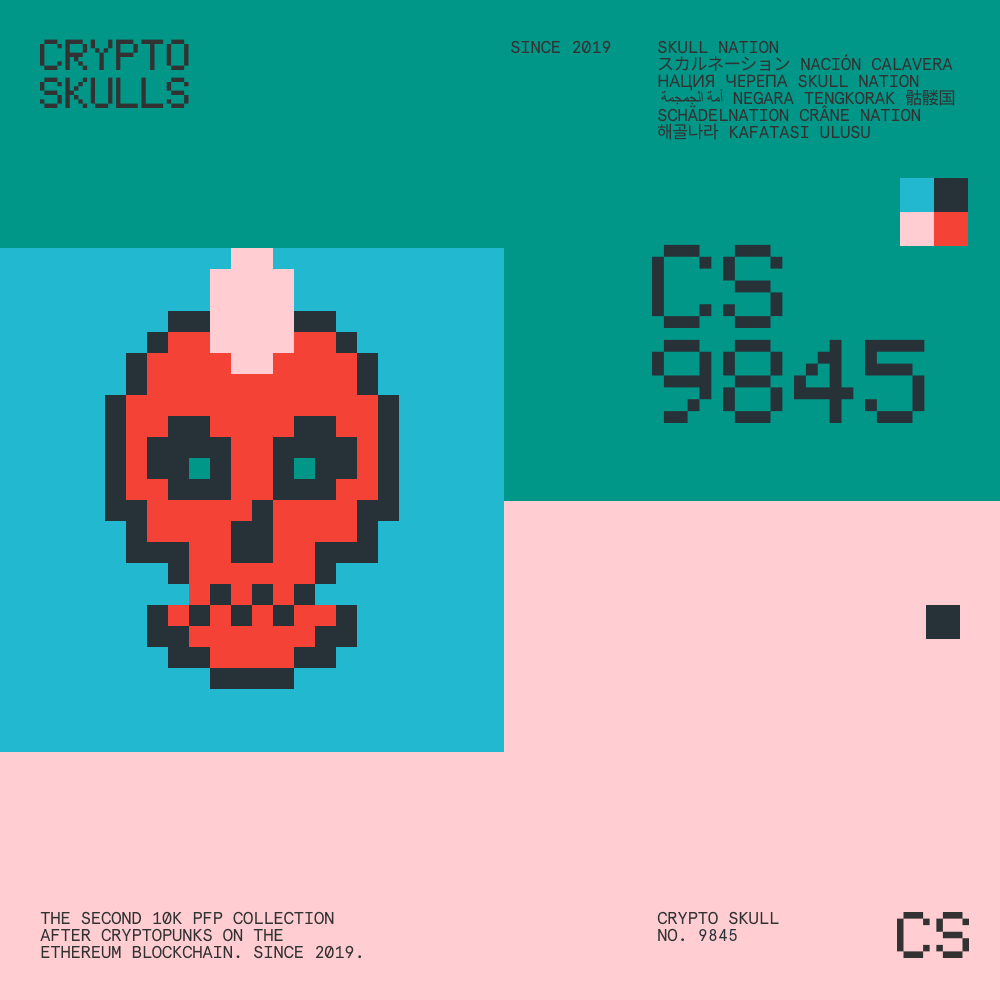 CRYPTO
SKULLS
SINCE 2019
SKULL NATION
スカルネーション NACIÓN CALAVERA
НАЦИЯ ЧЕРЕПА SKULL NATION
أمة الجمجمة NEGARA TENGKORAK 骷髅国
SCHÄDELNATION CRÂNE NATION
해골나라 KAFATASI ULUSU
CS
9845
THE SECOND 10K PFP COLLECTION
AFTER CRYPTOPUNKS ON THE
ETHEREUM BLOCKCHAIN. SINCE 2019.
CRYPTO SKULL
NO. 9845
CS